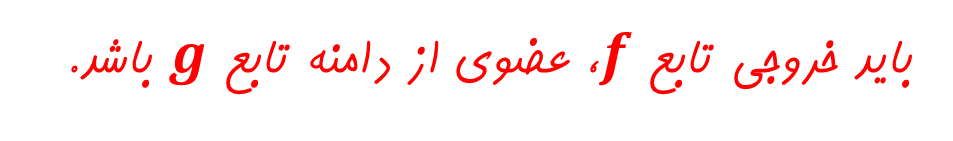 باید خروجی تابع f، عضوی از دامنه تابع g باشد.